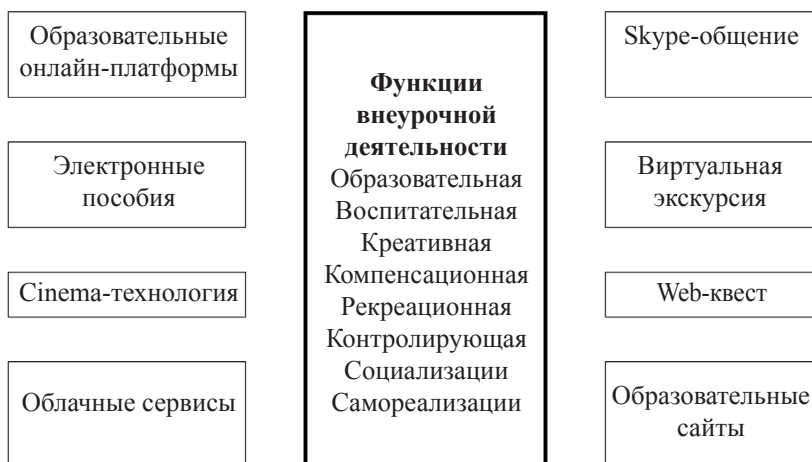 Образовательные
онлайн-платформы
Электронные
пособия
Cinema-технология
Облачные сервисы
Функции
внеурочной
деятельности
Образовательная
Воспитательная
Креативная
Компенсационная
Рекреационная
Контролирующая
Социализации
Самореализации
Skype-общение
Виртуальная
экскурсия
Web-квест
Образовательные
сайты